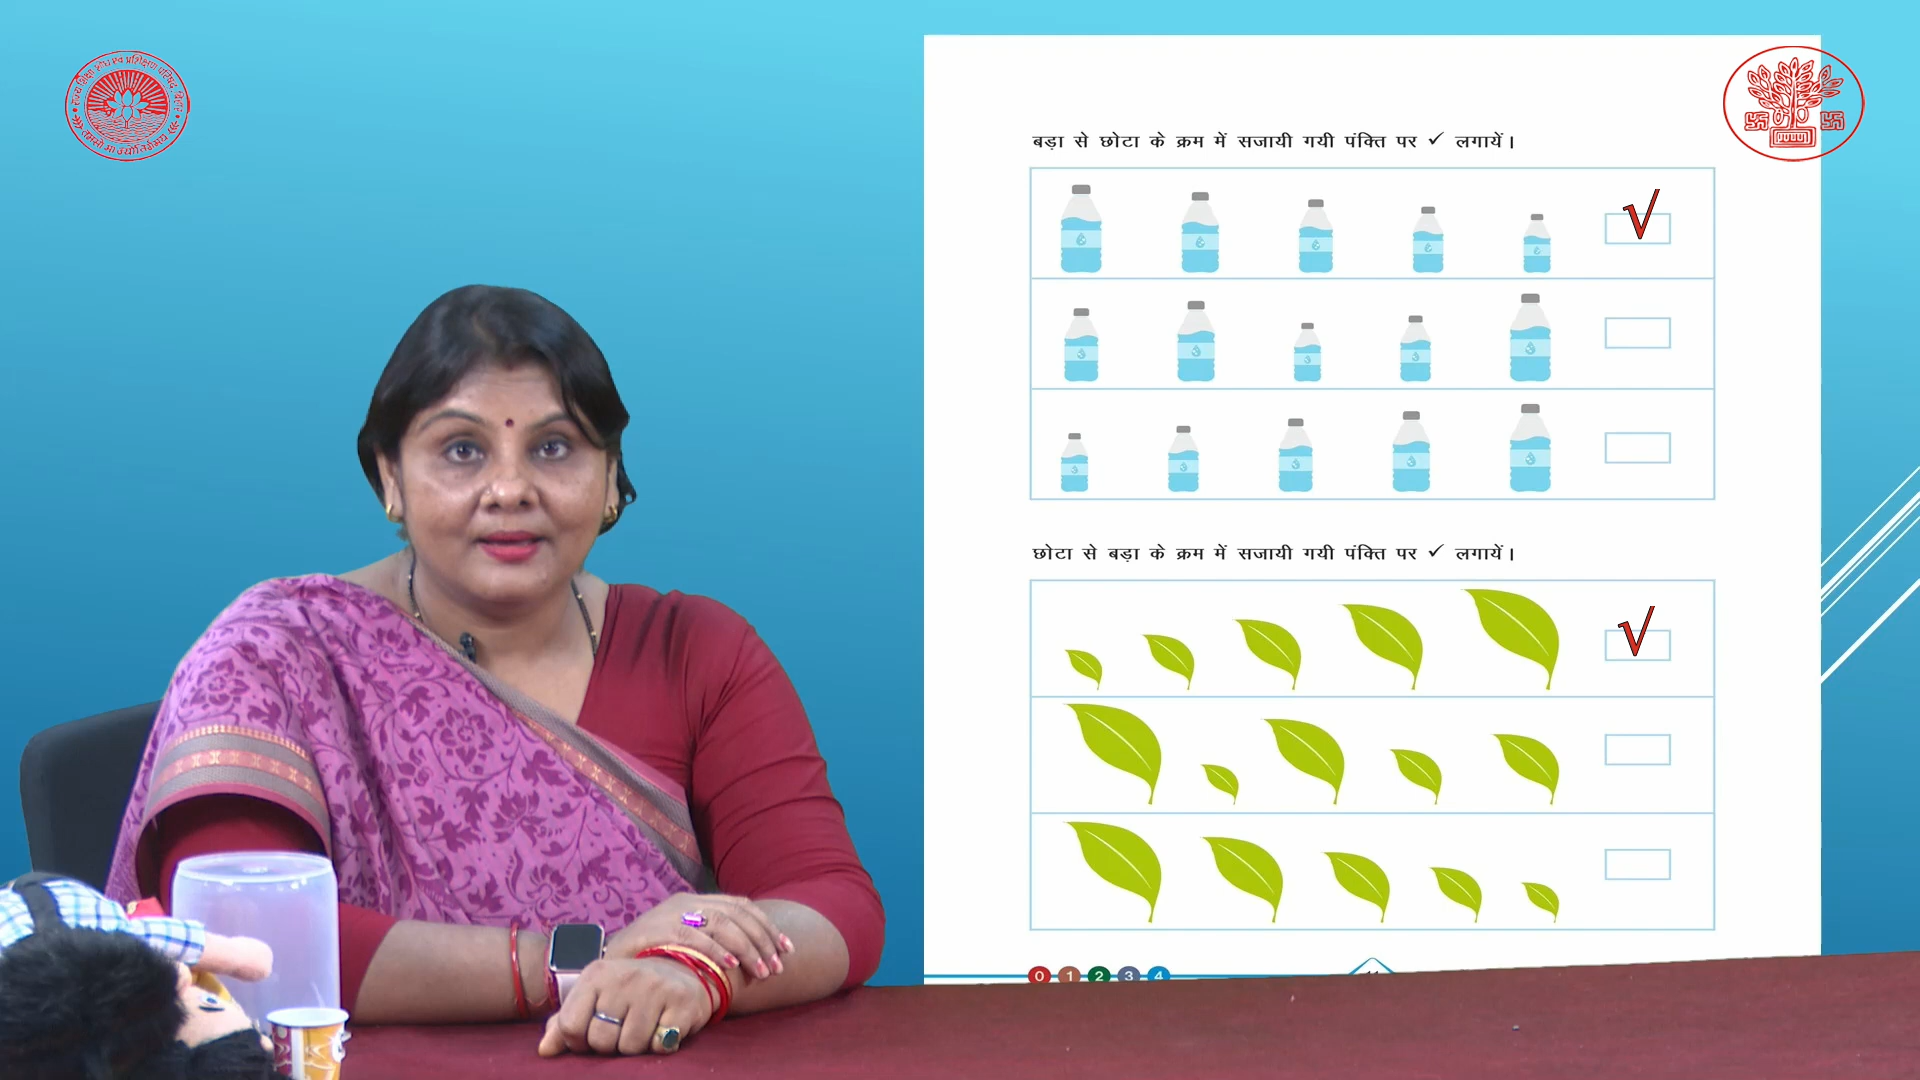 बड़ा से छोटा के क्रम में सजायी गयी पंक्ति पर ✓ लगायें।
छोटा से बड़ा के क्रम में सजायी गयी पंक्ति पर ✓ लगायें।
0 1 2 3 4